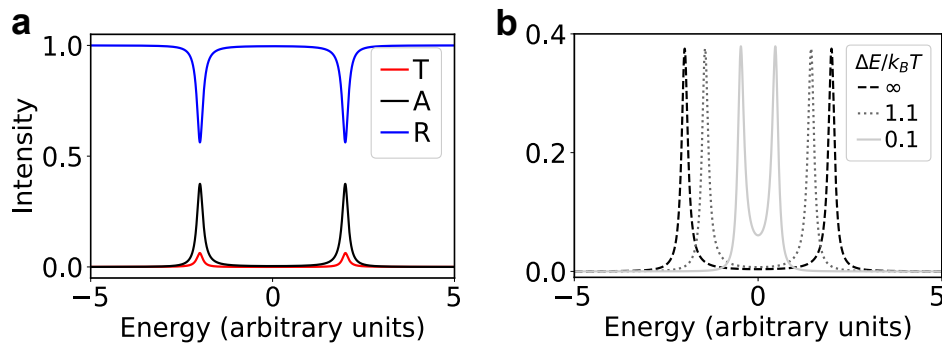 a
1.0
0.5
0.0
Intensity
T
A
R
−5
0
5
Energy (arbitrary units)
b
0.4
0.2
0.0
ΔE/k_BT
∞
1.1
0.1
−5
0
5
Energy (arbitrary units)